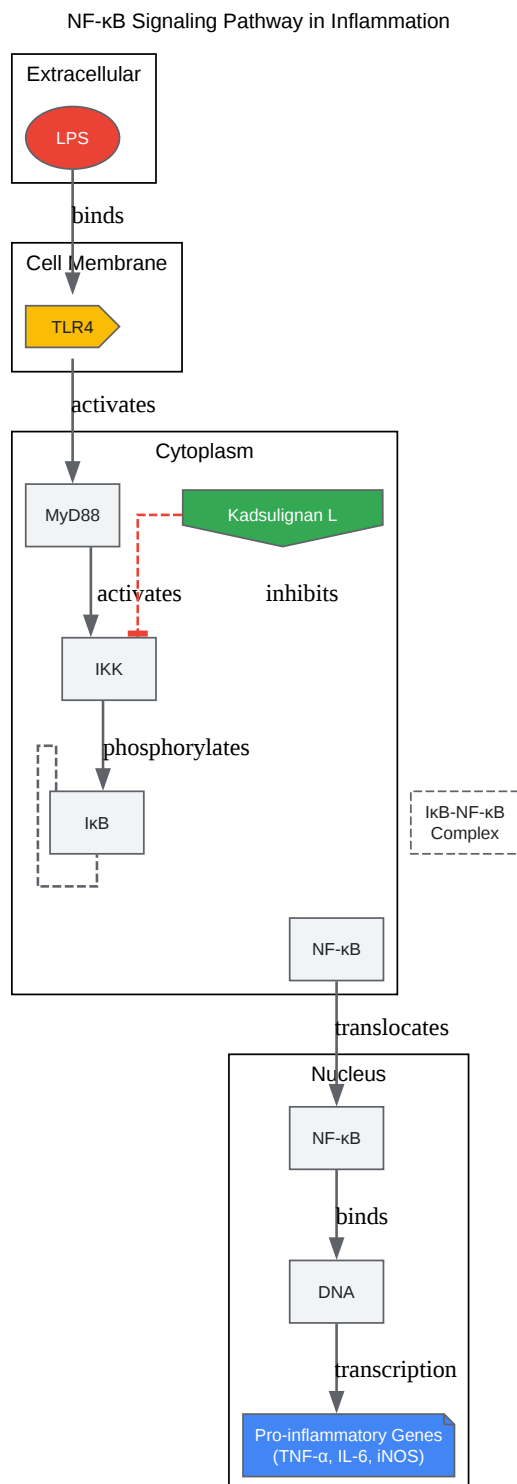 NF-κB Signaling Pathway in Inflammation
Extracellular
LPS
binds
Cell Membrane
TLR4
activates
Cytoplasm
MyD88
Kadsulignan L
activates
inhibits
IKK
phosphorylates
IκB
IκB-NF-κB
Complex
NF-κB
translocates
Nucleus
NF-κB
binds
DNA
transcription
Pro-inflammatory Genes
(TNF-α, IL-6, iNOS)